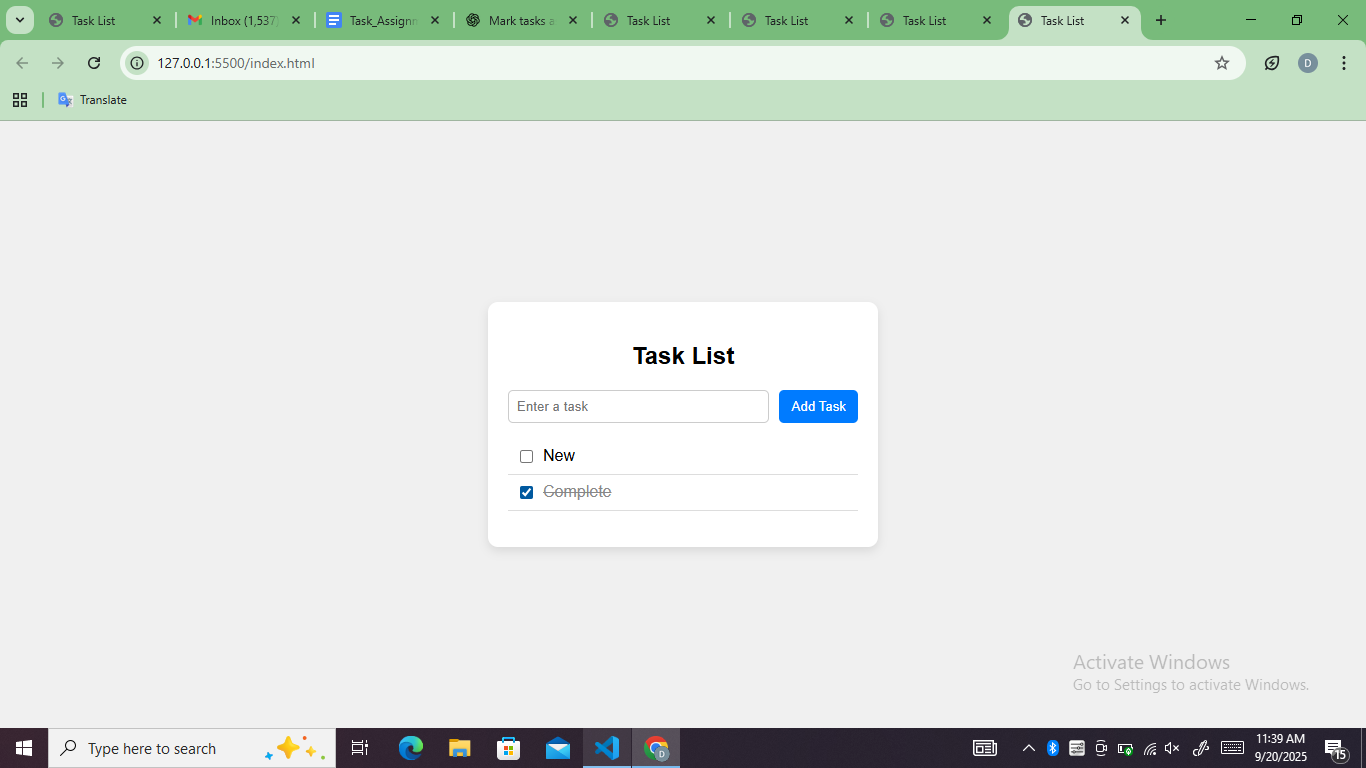 Task List
Inbox (1,537)
Task_Assignn
Mark tasks a
Task List
Task List
Task List
Task List
127.0.0.1:5500/index.html
D
Translate
Task List
Enter a task
Add Task
New
Complete
Activate Windows
Go to Settings to activate Windows.
Type here to search
D
11:39 AM
9/20/2025
15